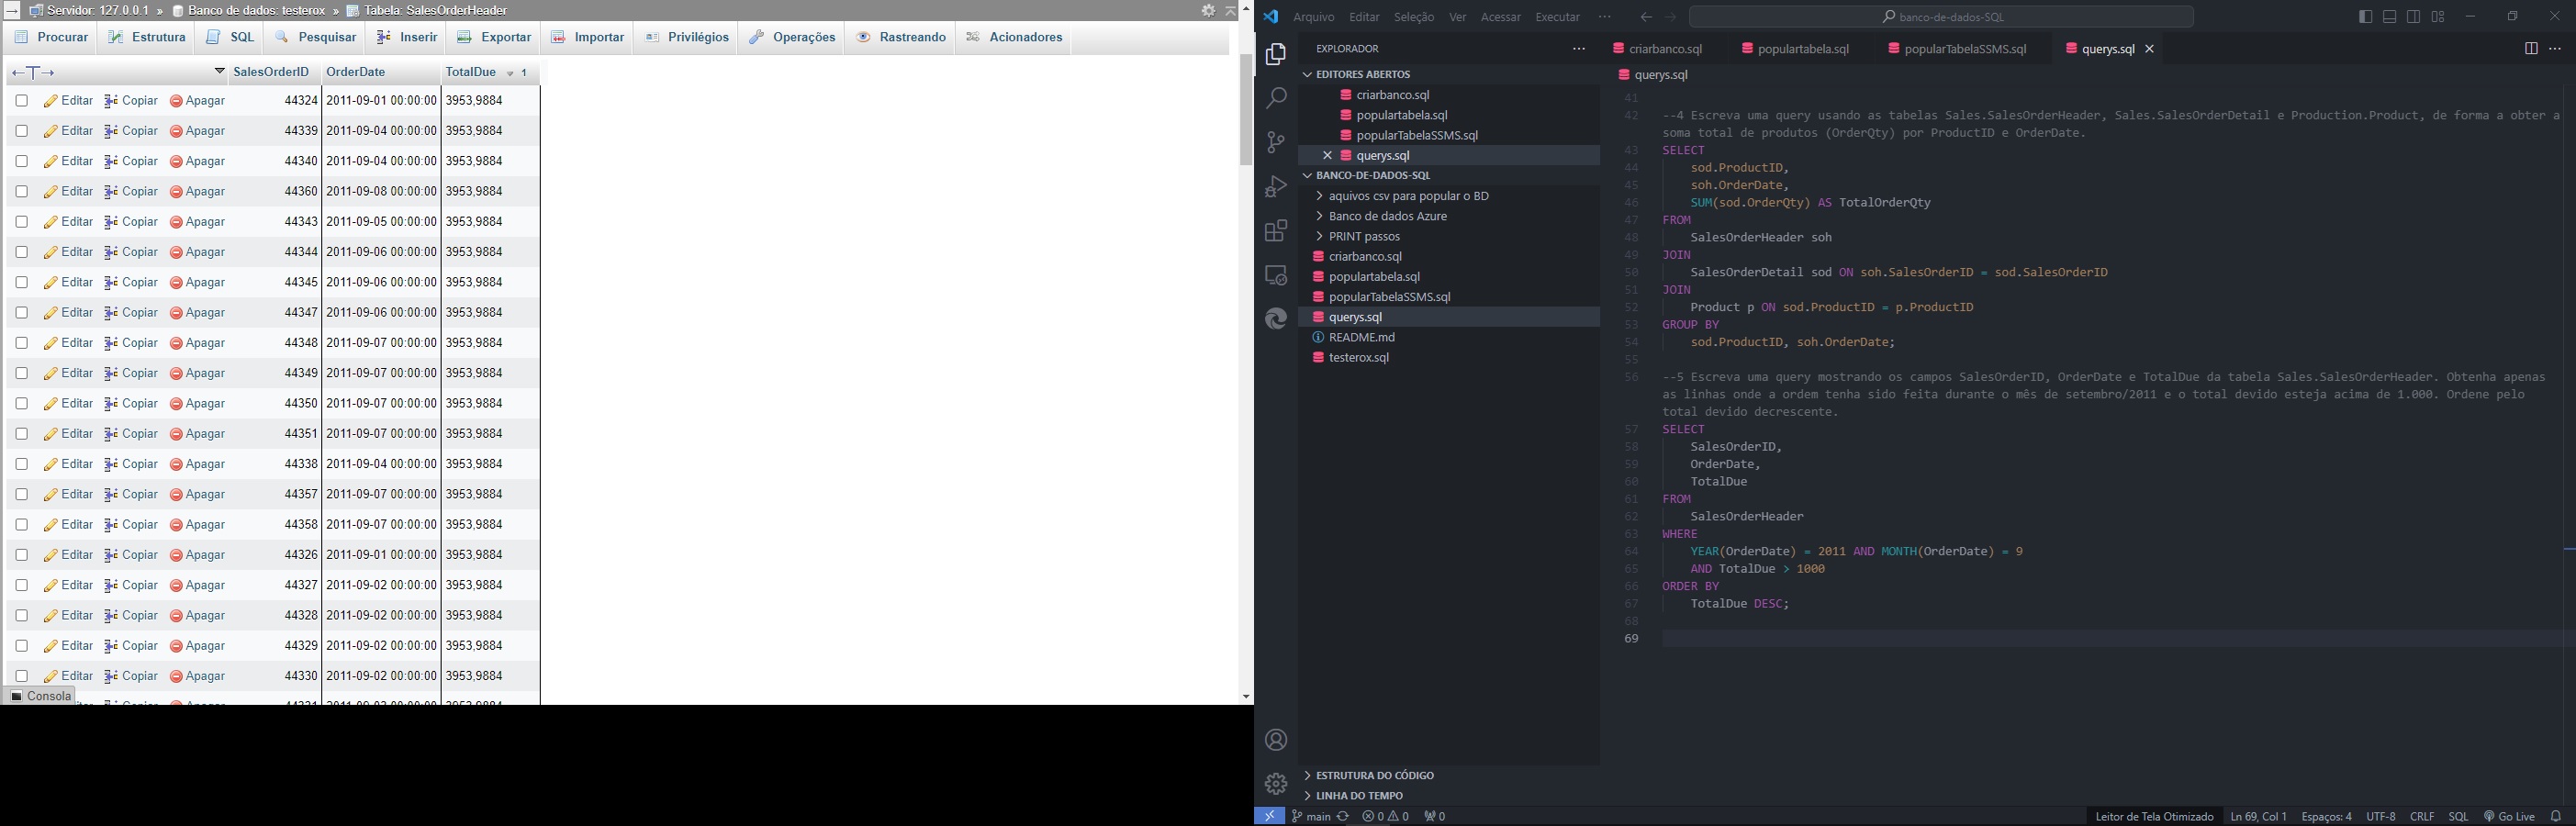 Servidor: 127.0.0.1 » Banco de dados: testerox » Tabela: SalesOrderHeader
Procurar Estrutura SQL Pesquisar Inserir Exportar Importar Privilégios Operações Rastreando Acionadores
SalesOrderID OrderDate TotalDue 1
Editar Copiar Apagar 44324 2011-09-01 00:00:00 3953,9884
Editar Copiar Apagar 44339 2011-09-04 00:00:00 3953,9884
Editar Copiar Apagar 44340 2011-09-04 00:00:00 3953,9884
Editar Copiar Apagar 44360 2011-09-08 00:00:00 3953,9884
Editar Copiar Apagar 44343 2011-09-05 00:00:00 3953,9884
Editar Copiar Apagar 44344 2011-09-06 00:00:00 3953,9884
Editar Copiar Apagar 44345 2011-09-06 00:00:00 3953,9884
Editar Copiar Apagar 44347 2011-09-06 00:00:00 3953,9884
Editar Copiar Apagar 44348 2011-09-07 00:00:00 3953,9884
Editar Copiar Apagar 44349 2011-09-07 00:00:00 3953,9884
Editar Copiar Apagar 44350 2011-09-07 00:00:00 3953,9884
Editar Copiar Apagar 44351 2011-09-07 00:00:00 3953,9884
Editar Copiar Apagar 44338 2011-09-04 00:00:00 3953,9884
Editar Copiar Apagar 44357 2011-09-07 00:00:00 3953,9884
Editar Copiar Apagar 44358 2011-09-07 00:00:00 3953,9884
Editar Copiar Apagar 44326 2011-09-01 00:00:00 3953,9884
Editar Copiar Apagar 44327 2011-09-02 00:00:00 3953,9884
Editar Copiar Apagar 44328 2011-09-02 00:00:00 3953,9884
Editar Copiar Apagar 44329 2011-09-02 00:00:00 3953,9884
Editar Copiar Apagar 44330 2011-09-02 00:00:00 3953,9884
Consola
Arquivo Editar Seleção Ver Acessar Executar ··· banco-de-dados-SQL
EXPLORADOR ···
EDITORES ABERTOS
criarbanco.sql
populartabela.sql
popularTabelaSSMS.sql
querys.sql
BANCO-DE-DADOS-SQL
aquivos csv para popular o BD
Banco de dados Azure
PRINT passos
criarbanco.sql
populartabela.sql
popularTabelaSSMS.sql
querys.sql
README.md
testerox.sql
ESTRUTURA DO CÓDIGO
LINHA DO TEMPO
criarbanco.sql populartabela.sql popularTabelaSSMS.sql querys.sql
querys.sql
41
42 --4 Escreva uma query usando as tabelas Sales.SalesOrderHeader, Sales.SalesOrderDetail e Production.Product, de forma a obter a
soma total de produtos (OrderQty) por ProductID e OrderDate.
43 SELECT
44 sod.ProductID,
45 soh.OrderDate,
46 SUM(sod.OrderQty) AS TotalOrderQty
47 FROM
48 SalesOrderHeader soh
49 JOIN
50 SalesOrderDetail sod ON soh.SalesOrderID = sod.SalesOrderID
51 JOIN
52 Product p ON sod.ProductID = p.ProductID
53 GROUP BY
54 sod.ProductID, soh.OrderDate;
55
56 --5 Escreva uma query mostrando os campos SalesOrderID, OrderDate e TotalDue da tabela Sales.SalesOrderHeader. Obtenha apenas
as linhas onde a ordem tenha sido feita durante o mês de setembro/2011 e o total devido esteja acima de 1.000. Ordene pelo
total devido decrescente.
57 SELECT
58 SalesOrderID,
59 OrderDate,
60 TotalDue
61 FROM
62 SalesOrderHeader
63 WHERE
64 YEAR(OrderDate) = 2011 AND MONTH(OrderDate) = 9
65 AND TotalDue > 1000
66 ORDER BY
67 TotalDue DESC;
68
69
main 0 0 0 Leitor de Tela Otimizado Ln 69, Col 1 Espaços: 4 UTF-8 CRLF SQL Go Live